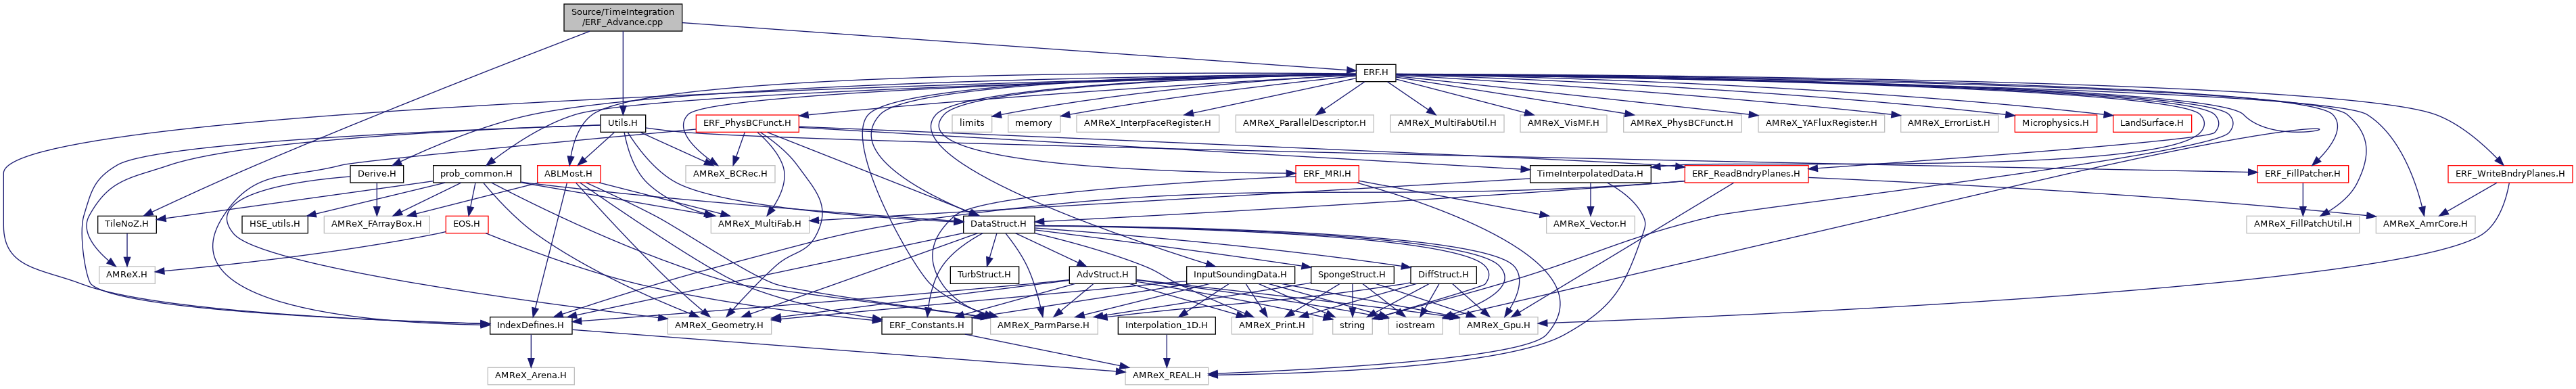 Source/TimeIntegration
/ERF_Advance.cpp
ERF.H
Utils.H
ERF_PhysBCFunct.H
limits
memory
AMReX_InterpFaceRegister.H
AMReX_ParallelDescriptor.H
AMReX_MultiFabUtil.H
AMReX_VisMF.H
AMReX_PhysBCFunct.H
AMReX_YAFluxRegister.H
AMReX_ErrorList.H
Microphysics.H
LandSurface.H
Derive.H
prob_common.H
ABLMost.H
AMReX_BCRec.H
ERF_MRI.H
TimeInterpolatedData.H
ERF_ReadBndryPlanes.H
ERF_FillPatcher.H
ERF_WriteBndryPlanes.H
TileNoZ.H
HSE_utils.H
AMReX_FArrayBox.H
EOS.H
AMReX_MultiFab.H
DataStruct.H
AMReX_Vector.H
AMReX_FillPatchUtil.H
AMReX_AmrCore.H
AMReX.H
TurbStruct.H
AdvStruct.H
InputSoundingData.H
SpongeStruct.H
DiffStruct.H
IndexDefines.H
AMReX_Geometry.H
ERF_Constants.H
AMReX_ParmParse.H
Interpolation_1D.H
AMReX_Print.H
string
iostream
AMReX_Gpu.H
AMReX_Arena.H
AMReX_REAL.H